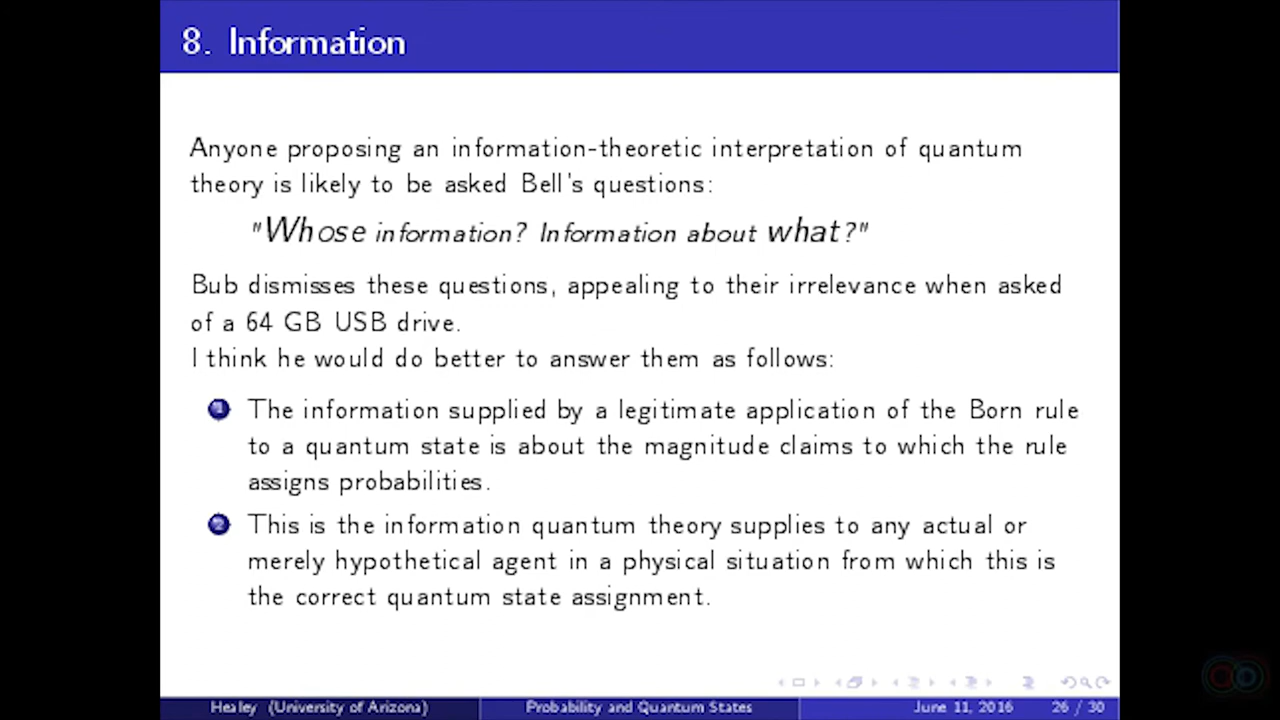 8. Information
Anyone proposing an information-theoretic interpretation of quantum
theory is likely to be asked Bell's questions:
"Whose information? Information about what?"
Bub dismisses these questions, appealing to their irrelevance when asked
of a 64 GB USB drive.
I think he would do better to answer them as follows:
1 The information supplied by a legitimate application of the Born rule
to a quantum state is about the magnitude claims to which the rule
assigns probabilities.
2 This is the information quantum theory supplies to any actual or
merely hypothetical agent in a physical situation from which this is
the correct quantum state assignment.
Healey (University of Arizona) Probability and Quantum States June 11, 2016 26 / 30